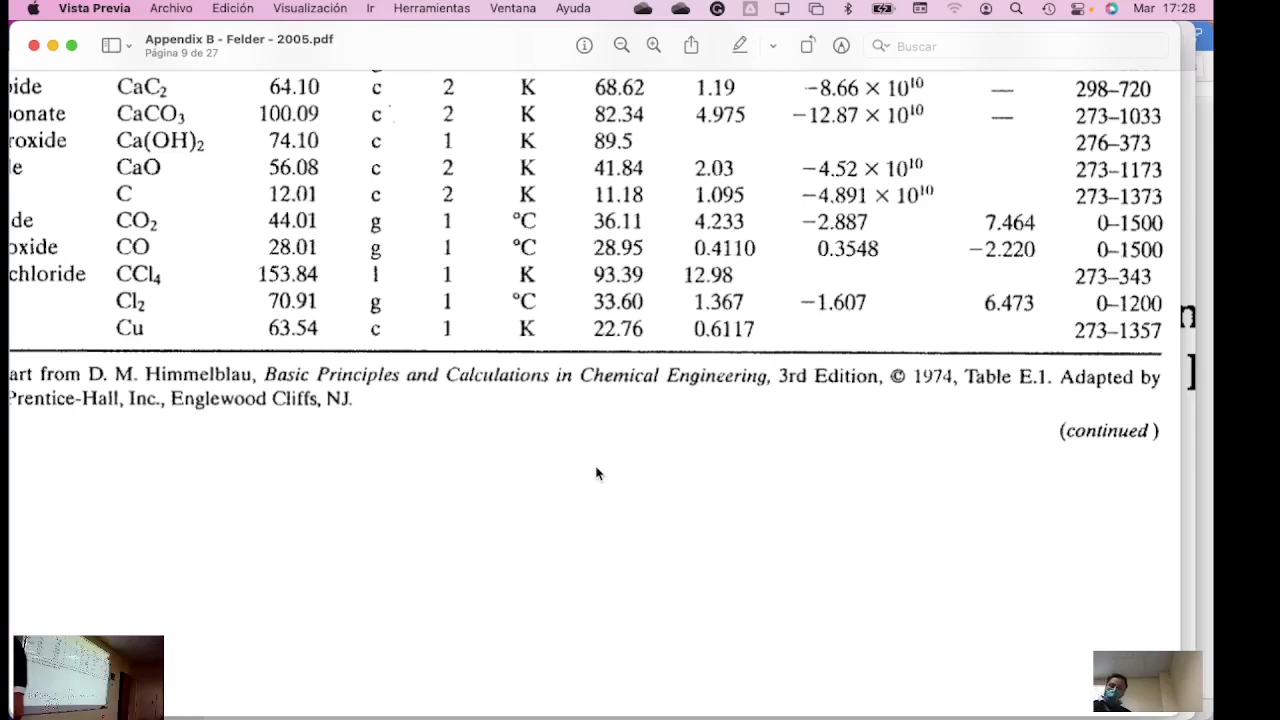 Vista Previa Archivo Edición Visualización Ir Herramientas Ventana Ayuda Mar 17:28
Appendix B - Felder - 2005.pdf
Página 9 de 27
Buscar
ide CaC₂ 64.10 c 2 K 68.62 1.19 −8.66 × 10¹⁰ — 298–720
onate CaCO₃ 100.09 c 2 K 82.34 4.975 −12.87 × 10¹⁰ — 273–1033
roxide Ca(OH)₂ 74.10 c 1 K 89.5 276–373
le CaO 56.08 c 2 K 41.84 2.03 −4.52 × 10¹⁰ 273–1173
C 12.01 c 2 K 11.18 1.095 −4.891 × 10¹⁰ 273–1373
de CO₂ 44.01 g 1 °C 36.11 4.233 −2.887 7.464 0–1500
oxide CO 28.01 g 1 °C 28.95 0.4110 0.3548 −2.220 0–1500
chloride CCl₄ 153.84 l 1 K 93.39 12.98 273–343
Cl₂ 70.91 g 1 °C 33.60 1.367 −1.607 6.473 0–1200
Cu 63.54 c 1 K 22.76 0.6117 273–1357
art from D. M. Himmelblau, Basic Principles and Calculations in Chemical Engineering, 3rd Edition, © 1974, Table E.1. Adapted by
Prentice-Hall, Inc., Englewood Cliffs, NJ.
(continued)